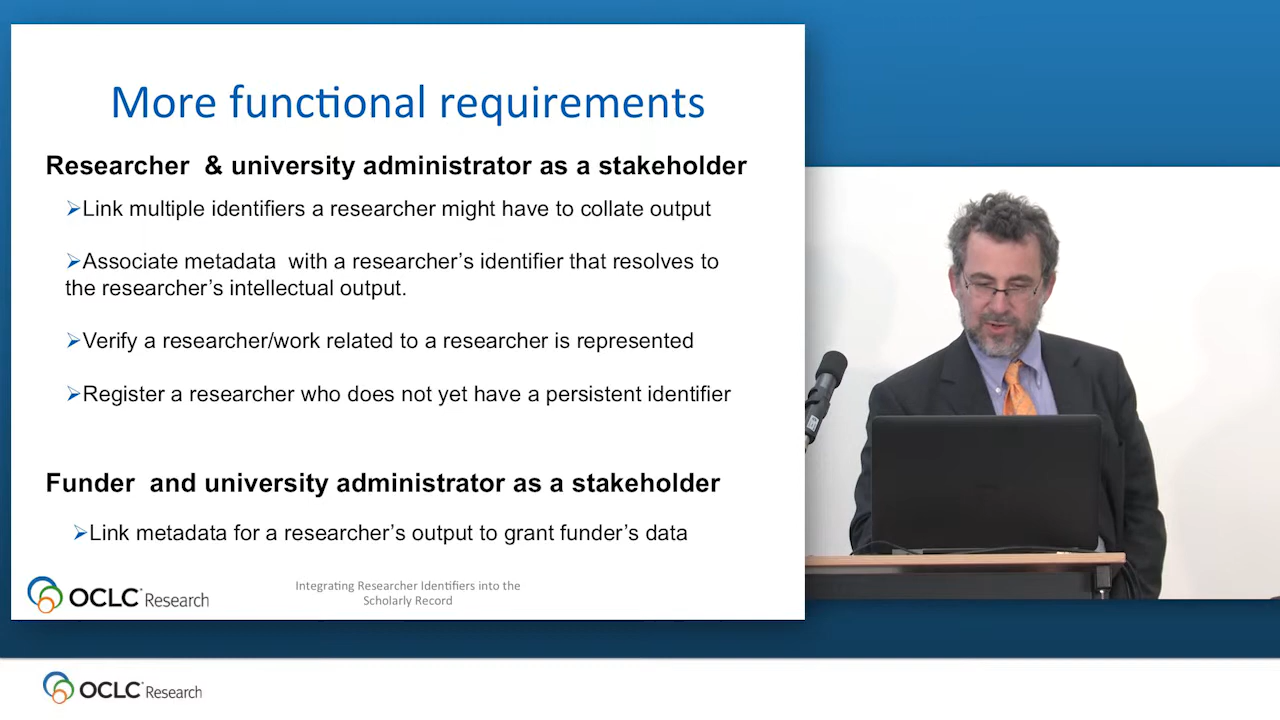 More functional requirements
Researcher & university administrator as a stakeholder
➢Link multiple identifiers a researcher might have to collate output
➢Associate metadata with a researcher's identifier that resolves to
the researcher's intellectual output.
➢Verify a researcher/work related to a researcher is represented
➢Register a researcher who does not yet have a persistent identifier
Funder and university administrator as a stakeholder
➢Link metadata for a researcher's output to grant funder's data
Integrating Researcher Identifiers into the
Scholarly Record
OCLC Research
OCLC Research